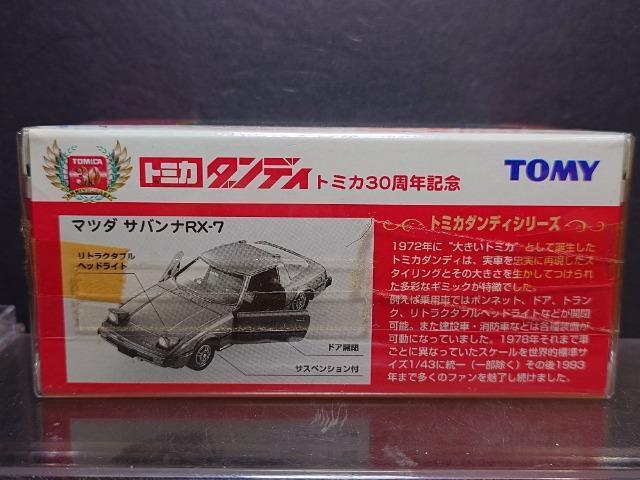 TOMICA
30
トミカ ダンディ トミカ30周年記念
TOMY
マツダ サバンナRX-7
リトラクタブル
ヘッドライト
ドア開閉
サスペンション付
トミカダンディシリーズ
1972年に“大きいトミカ”として誕生した
トミカダンディは、実車を忠実に再現したス
タイリングとその大きさを生かしてつけられ
た多彩なギミックが特徴でした。
例えば乗用車ではボンネット、ドア、トラン
ク、リトラクタブルヘッドライトなどが開閉
可能。また建設車・消防車などは各種装置が
可動になっていました。1978年それまで車
ごとに異なっていたスケールを世界的標準サ
イズ1/43に統一(一部除く)その後1993
年まで多くのファンを魅了し続けました。